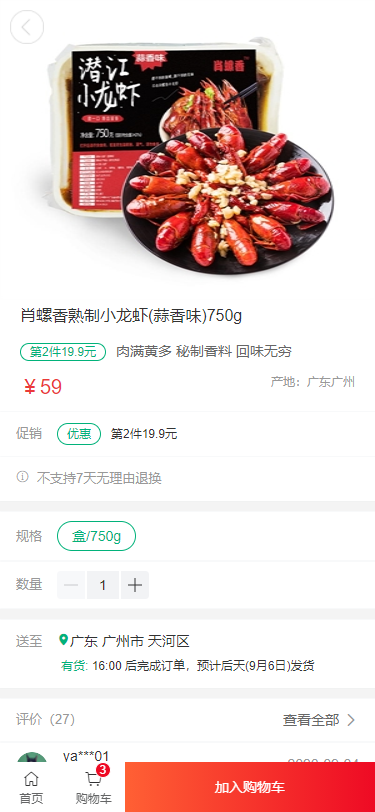 蒜香味
潜江
小龙虾
肖螺香
净含量: 750克
肖螺香熟制小龙虾(蒜香味)750g
第2件19.9元 肉满黄多 秘制香料 回味无穷
¥59 产地：广东广州
促销 优惠 第2件19.9元
不支持7天无理由退换
规格 盒/750g
数量 1
送至 广东 广州市 天河区
有货: 16:00 后完成订单，预计后天(9月6日)发货
评价（27） 查看全部
ya***01
3
首页 购物车 加入购物车